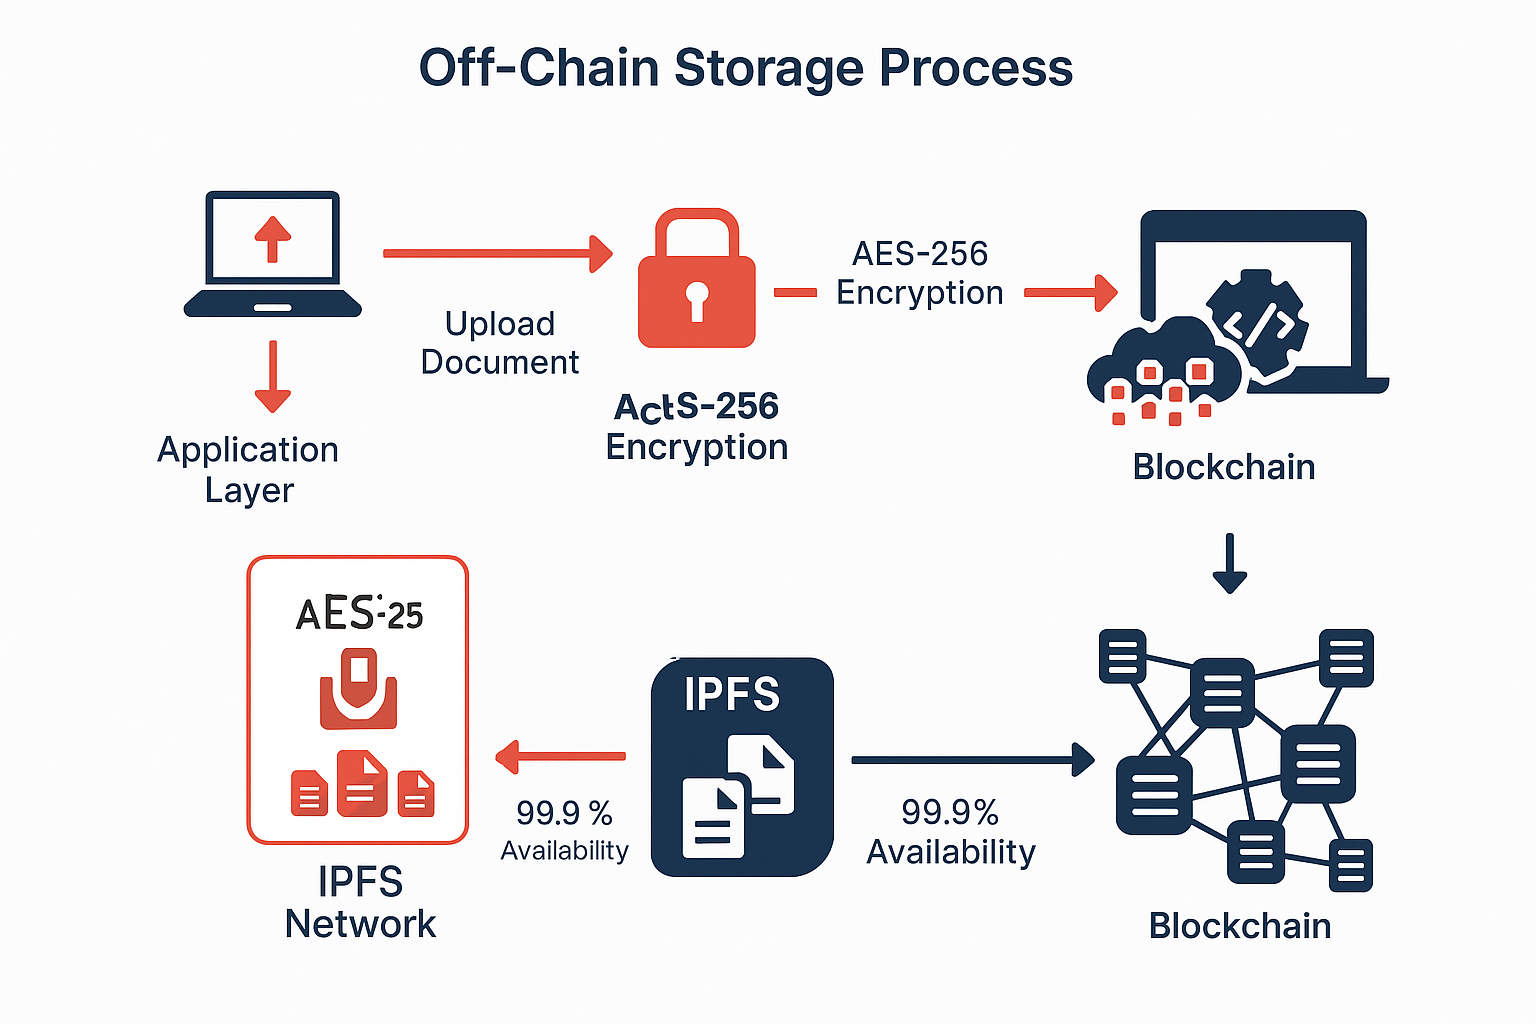 Off-Chain Storage Process
Upload
Document
AES-256
Encryption
ActS-256
Encryption
Application
Layer
Blockchain
AES-25
IPFS
Network
99.9 %
Availability
IPFS
99.9%
Availability
Blockchain